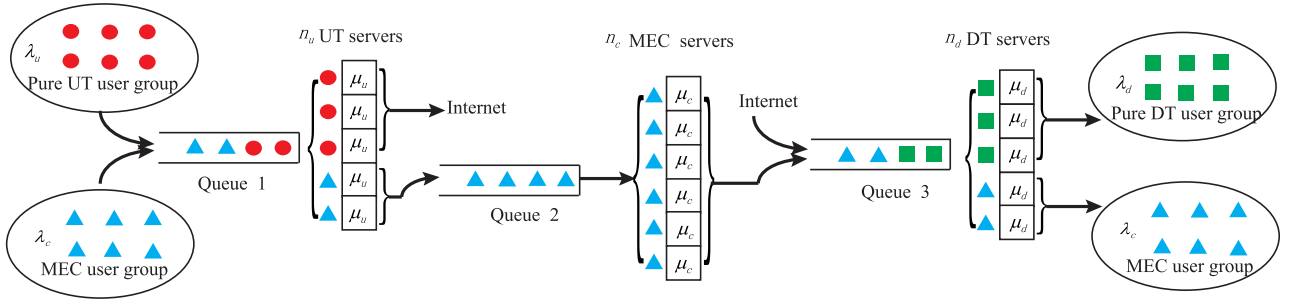 λu
Pure UT user group
λc
MEC user group
Queue 1
nu UT servers
μu
μu
μu
μu
μu
Internet
Queue 2
nc MEC servers
μc
μc
μc
μc
μc
μc
Internet
Queue 3
nd DT servers
μd
μd
μd
μd
μd
λd
Pure DT user group
λc
MEC user group